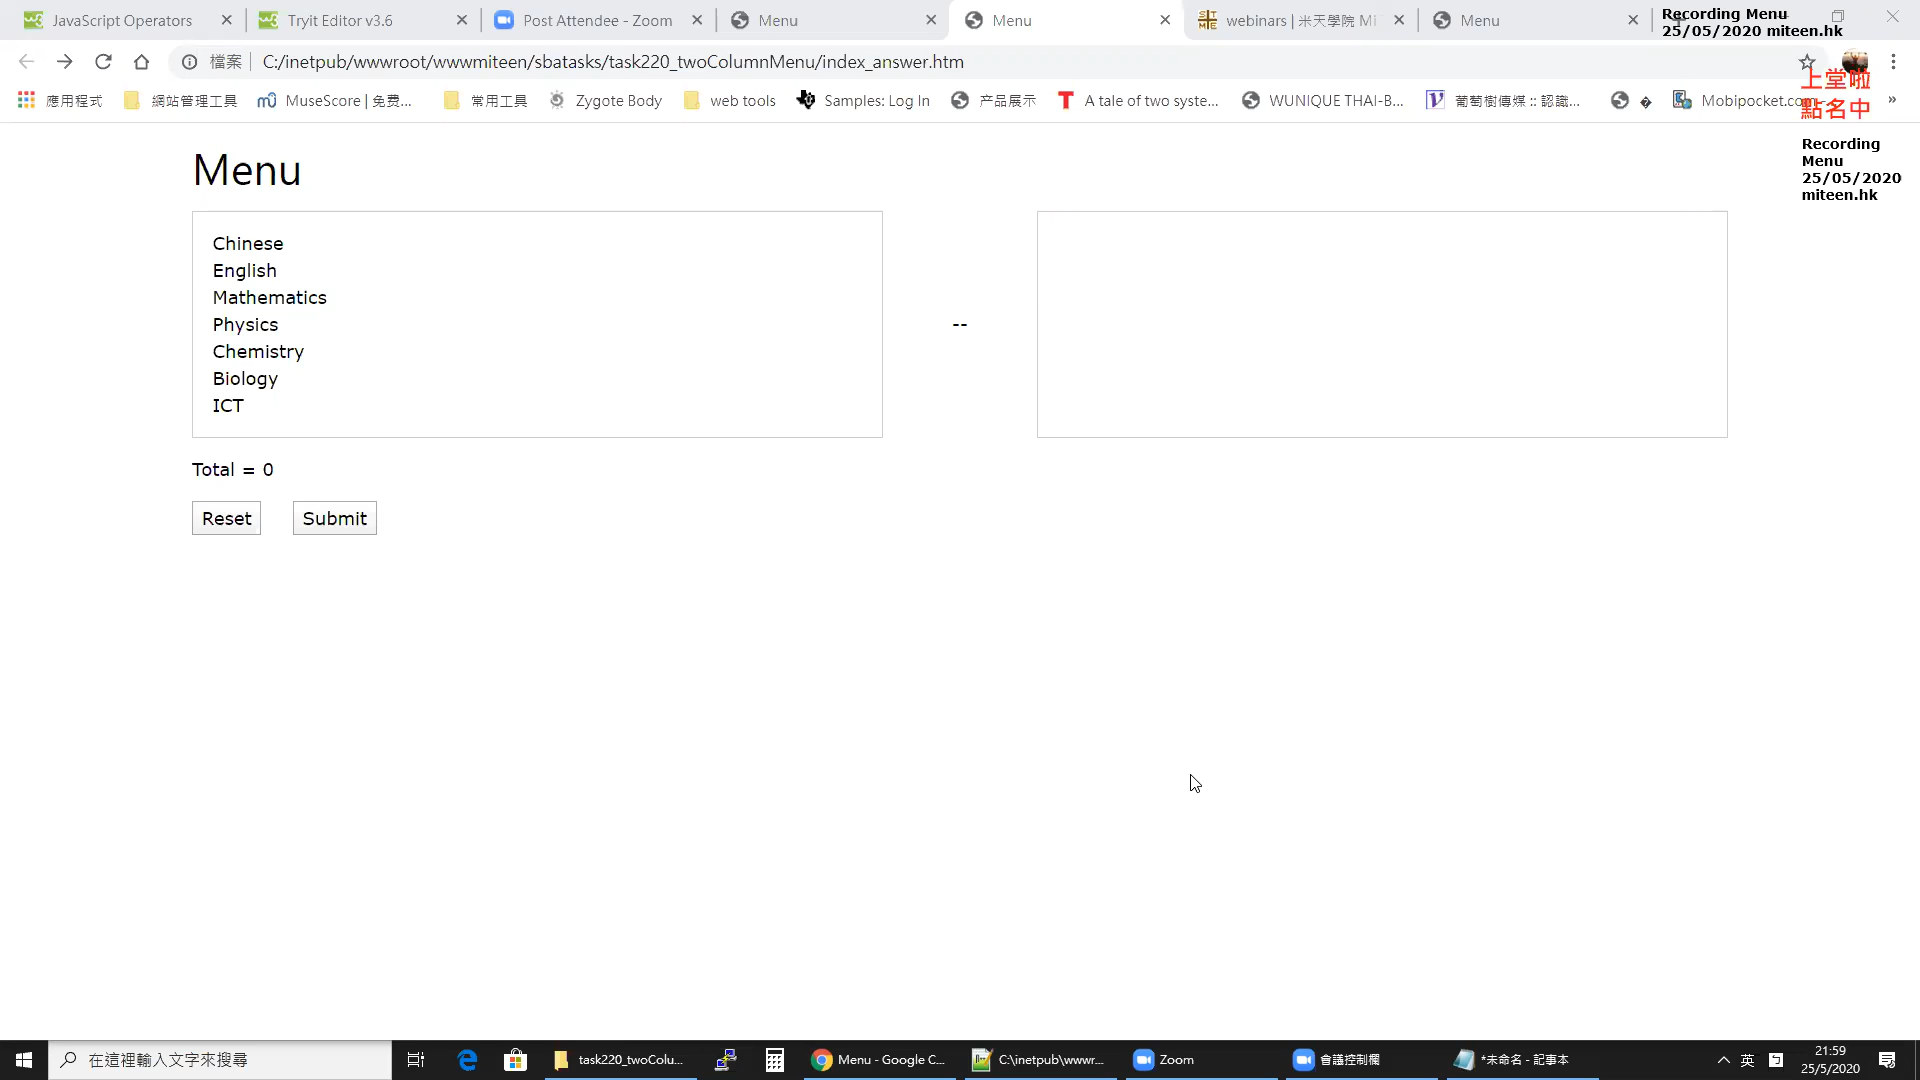 JavaScript Operators
Tryit Editor v3.6
Post Attendee - Zoom
Menu
Menu
webinars | 米天學院 Mi
Menu
Recording Menu
25/05/2020 miteen.hk
檔案
C:/inetpub/wwwroot/wwwmiteen/sbatasks/task220_twoColumnMenu/index_answer.htm
應用程式
網站管理工具
MuseScore | 免费...
常用工具
Zygote Body
web tools
Samples: Log In
产品展示
A tale of two syste...
WUNIQUE THAI-B...
葡萄樹傳媒 :: 認識...
Mobipocket.com
»
上堂啦
點名中
Recording
Menu
25/05/2020
miteen.hk
Menu
Chinese
English
Mathematics
Physics
Chemistry
Biology
ICT
--
Total = 0
Reset
Submit
在這裡輸入文字來搜尋
task220_twoColu...
Menu - Google C...
C:\inetpub\wwwr...
Zoom
會議控制欄
*未命名 - 記事本
英
21:59
25/5/2020